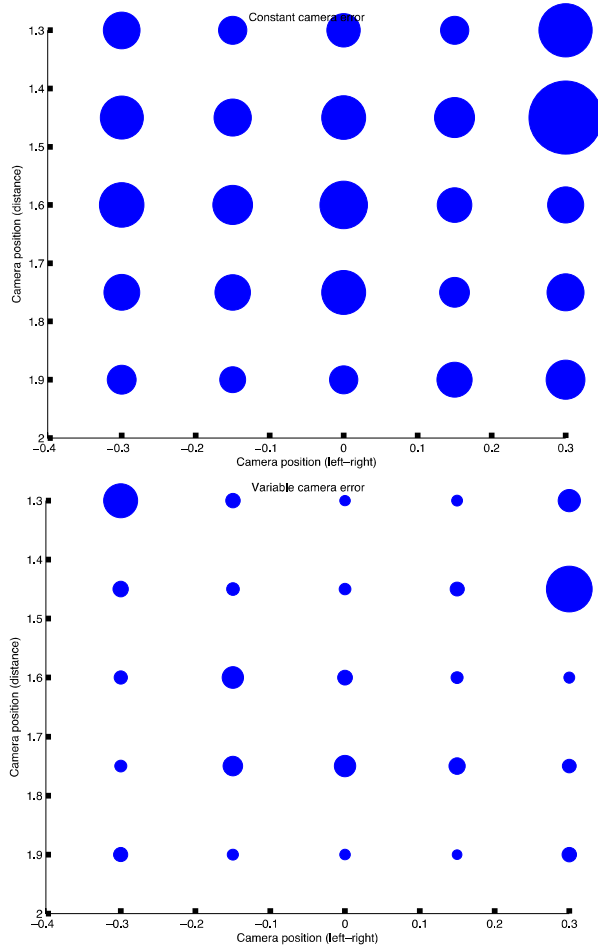 Constant camera error
1.3
1.4
1.5
1.6
1.7
1.8
1.9
2
Camera position (distance)
−0.4 −0.3 −0.2 −0.1 0 0.1 0.2 0.3
Camera position (left−right)
Variable camera error
1.3
1.4
1.5
1.6
1.7
1.8
1.9
2
Camera position (distance)
−0.4 −0.3 −0.2 −0.1 0 0.1 0.2 0.3
Camera position (left−right)